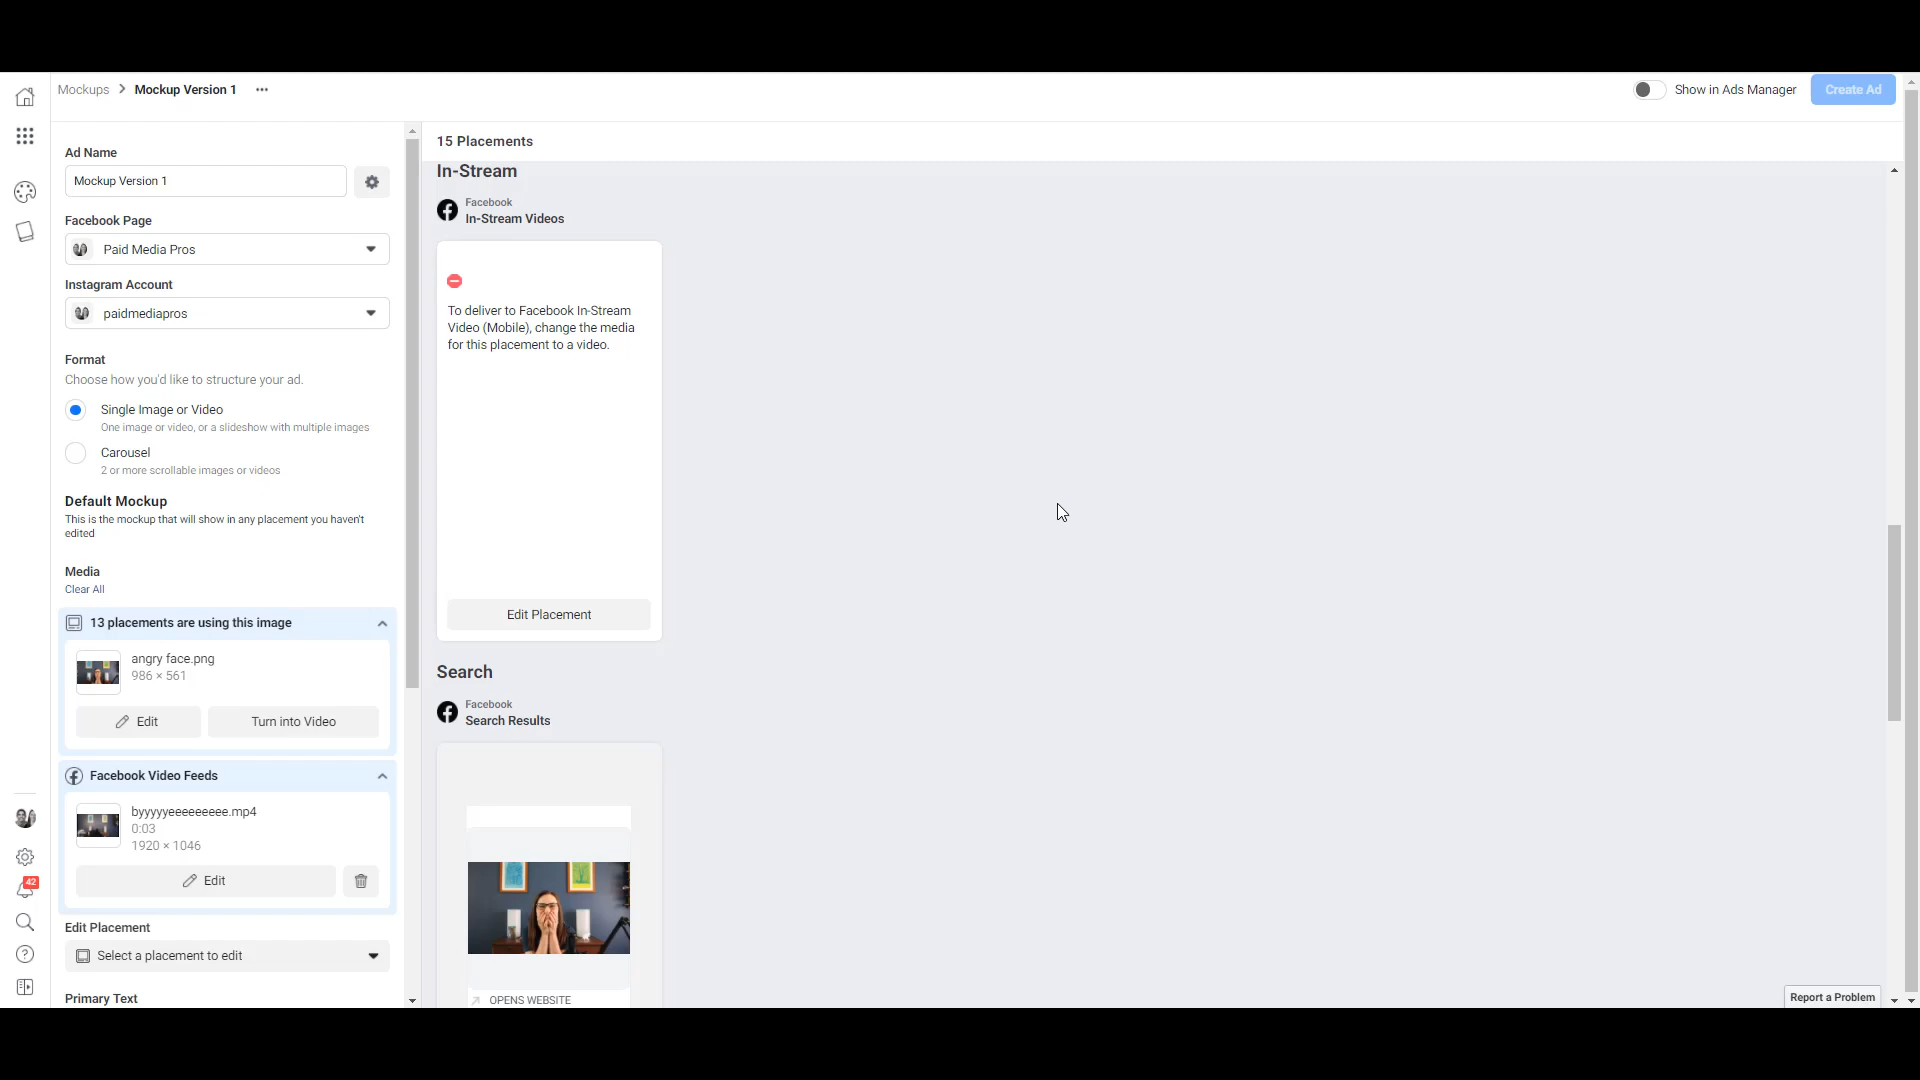 Mockups > Mockup Version 1 ...
Show in Ads Manager
Create Ad
Ad Name
Mockup Version 1
Facebook Page
Paid Media Pros
Instagram Account
paidmediapros
Format
Choose how you'd like to structure your ad.
Single Image or Video
One image or video, or a slideshow with multiple images
Carousel
2 or more scrollable images or videos
Default Mockup
This is the mockup that will show in any placement you haven't
edited
Media
Clear All
13 placements are using this image
angry face.png
986 × 561
Edit
Turn into Video
Facebook Video Feeds
byyyyyeeeeeeeee.mp4
0:03
1920 × 1046
Edit
Edit Placement
Select a placement to edit
Primary Text
42
15 Placements
In-Stream
Facebook
In-Stream Videos
To deliver to Facebook In-Stream
Video (Mobile), change the media
for this placement to a video.
Edit Placement
Search
Facebook
Search Results
OPENS WEBSITE
Report a Problem